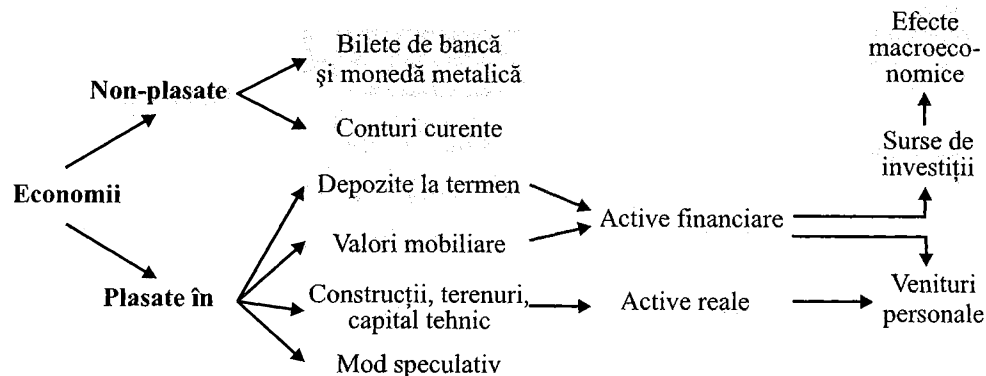 Efecte
macroeco-
nomice
Bilete de bancă
şi monedă metalică
Non-plasate
Conturi curente
Surse de
investiţii
Economii
Depozite la termen
Active financiare
Valori mobiliare
Plasate în
Construcţii, terenuri,
capital tehnic
Active reale
Venituri
personale
Mod speculativ